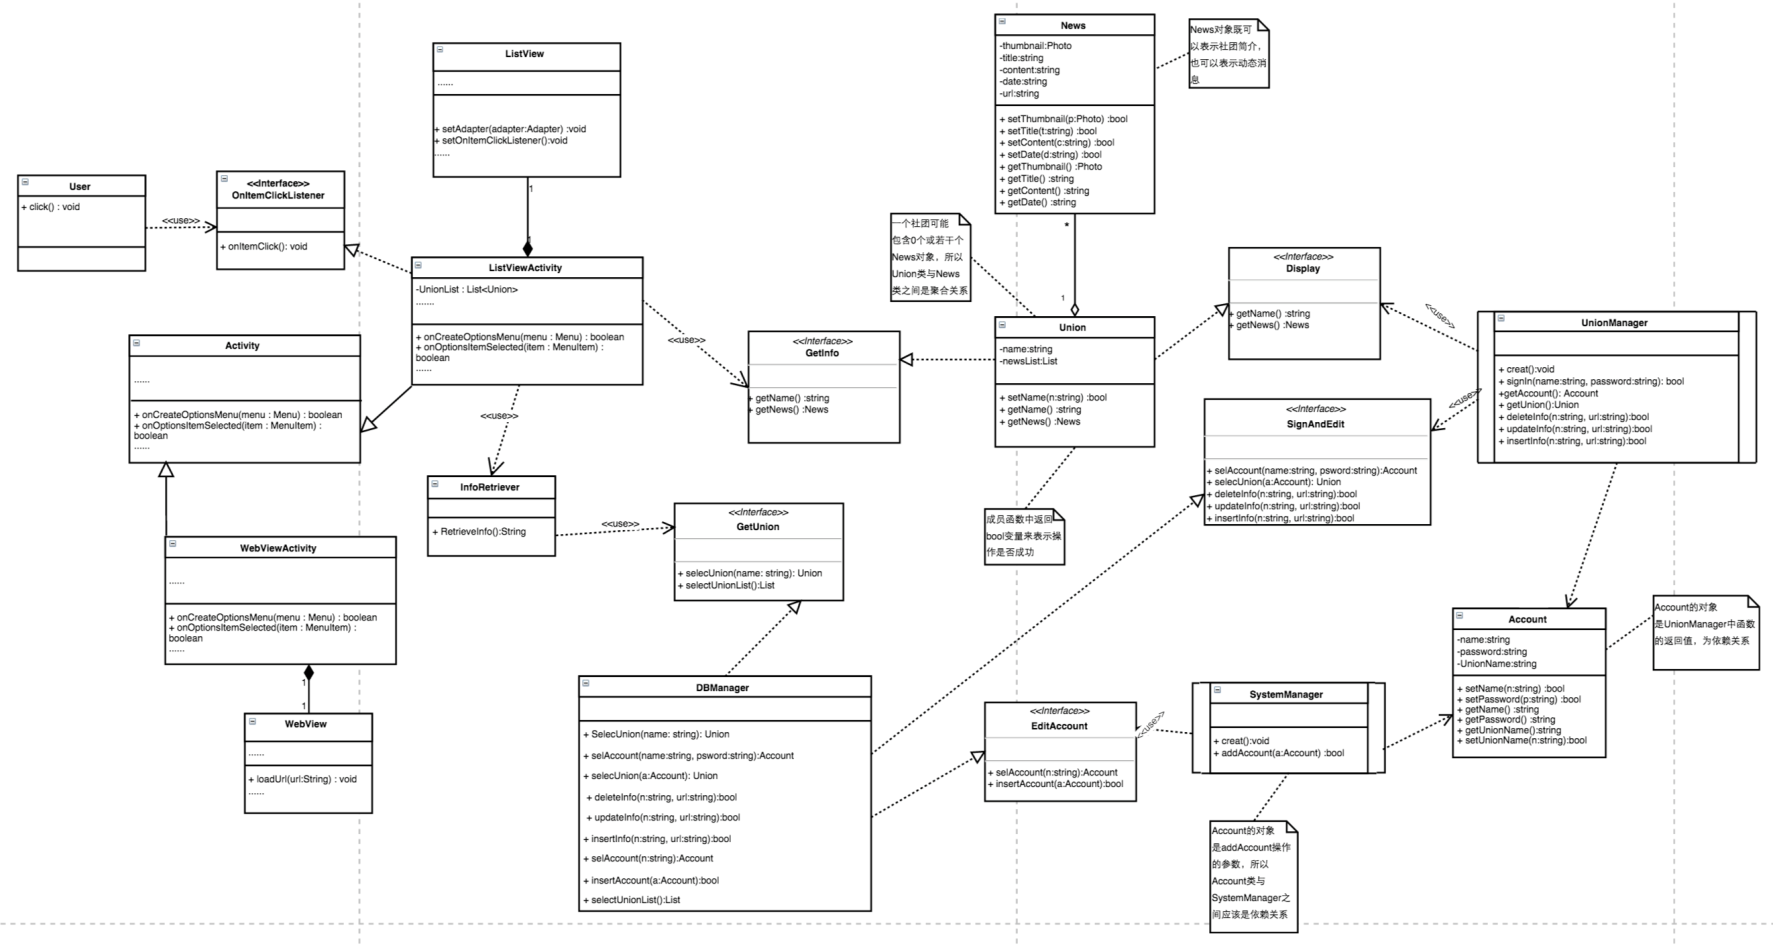 User
+ click() : void
<<use>>
<<Interface>>
OnItemClickListener
+ onItemClick(): void
ListView
......
+ setAdapter(adapter:Adapter) :void
+ setOnItemClickListener():void
......
1
ListViewActivity
-UnionList : List<Union>
.......
+ onCreateOptionsMenu(menu : Menu) : boolean
+ onOptionsItemSelected(item : MenuItem) :
boolean
......
Activity
......
+ onCreateOptionsMenu(menu : Menu) : boolean
+ onOptionsItemSelected(item : MenuItem) :
boolean
......
WebViewActivity
......
+ onCreateOptionsMenu(menu : Menu) : boolean
+ onOptionsItemSelected(item : MenuItem) :
boolean
......
1
1
WebView
......
+ loadUrl(url:String) : void
......
<<use>>
<<use>>
InfoRetriever
+ RetrieveInfo():String
<<use>>
<<Interface>>
GetInfo
+ getName() :string
+ getNews() :News
<<Interface>>
GetUnion
+ selecUnion(name: string): Union
+ selectUnionList():List
DBManager
+ SelecUnion(name: string): Union
+ selAccount(name:string, psword:string):Account
+ selecUnion(a:Account): Union
+ deleteInfo(n:string, url:string):bool
+ updateInfo(n:string, url:string):bool
+ insertInfo(n:string, url:string):bool
+ selAccount(n:string):Account
+ insertAccount(a:Account):bool
+ selectUnionList():List
News
-thumbnail:Photo
-title:string
-content:string
-date:string
-url:string
+ setThumbnail(p:Photo) :bool
+ setTitle(t:string) :bool
+ setContent(c:string) :bool
+ setDate(d:string) :bool
+ getThumbnail() :Photo
+ getTitle() :string
+ getContent() :string
+ getDate() :string
News对象既可
以表示社团简介，
也可以表示动态消
息
一个社团可能
包含0个或若干个
News对象，所以
Union类与News
类之间是聚合关系
*
1
Union
-name:string
-newsList:List
+ setName(n:string) :bool
+ getName() :string
+ getNews() :News
成员函数中返回
bool变量来表示操
作是否成功
<<Interface>>
Display
+ getName() :string
+ getNews() :News
<<use>>
<<Interface>>
SignAndEdit
+ selAccount(name:string, psword:string):Account
+ selecUnion(a:Account): Union
+ deleteInfo(n:string, url:string):bool
+ updateInfo(n:string, url:string):bool
+ insertInfo(n:string, url:string):bool
<<use>>
UnionManager
+ creat():void
+ signIn(name:string, password:string): bool
+getAccount(): Account
+ getUnion():Union
+ deleteInfo(n:string, url:string):bool
+ updateInfo(n:string, url:string):bool
+ insertInfo(n:string, url:string):bool
Account
-name:string
-password:string
-UnionName:string
+ setName(n:string) :bool
+ setPassword(p:string) :bool
+ getName() :string
+ getPassword() :string
+ getUnionName():string
+ setUnionName(n:string):bool
Account的对象
是UnionManager中函数
的返回值，为依赖关系
<<Interface>>
EditAccount
+ selAccount(n:string):Account
+ insertAccount(a:Account):bool
<<use>>
SystemManager
+ creat():void
+ addAccount(a:Account) :bool
Account的对象
是addAccount操作
的参数，所以
Account类与
SystemManager之
间应该是依赖关系